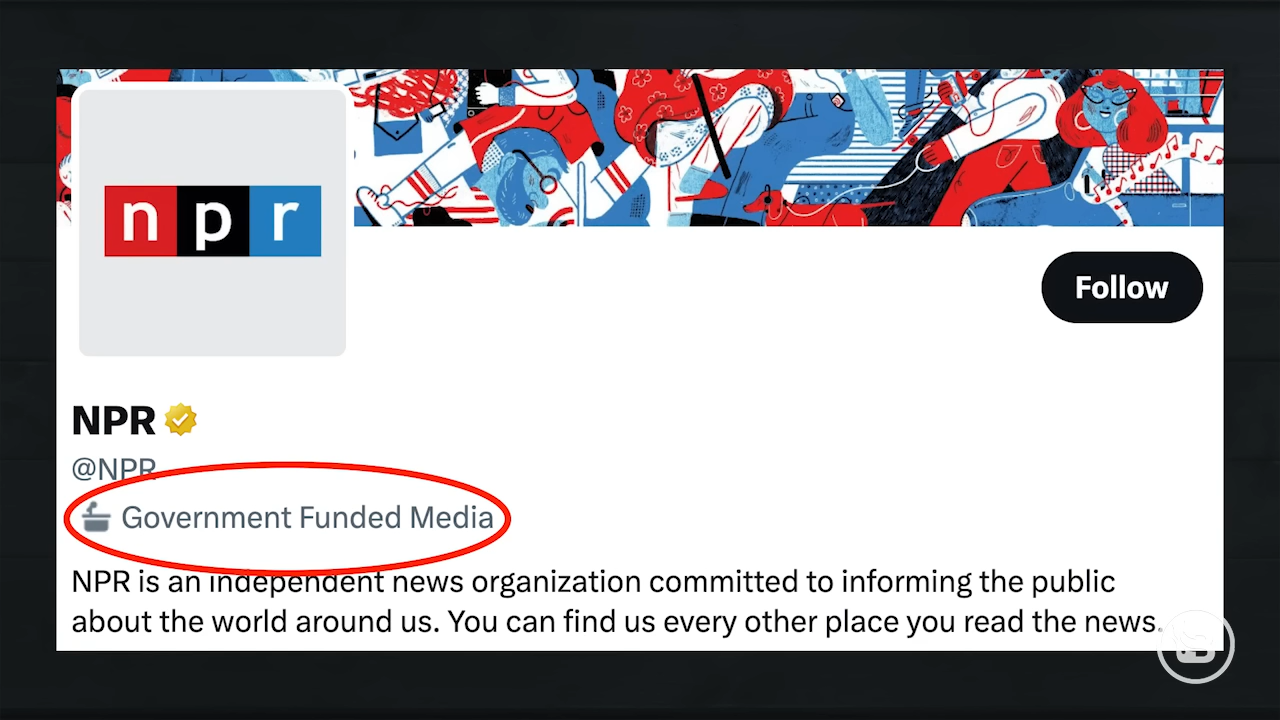 npr
Follow
NPR
@NPR
Government Funded Media
NPR is an independent news organization committed to informing the public
about the world around us. You can find us every other place you read the news.